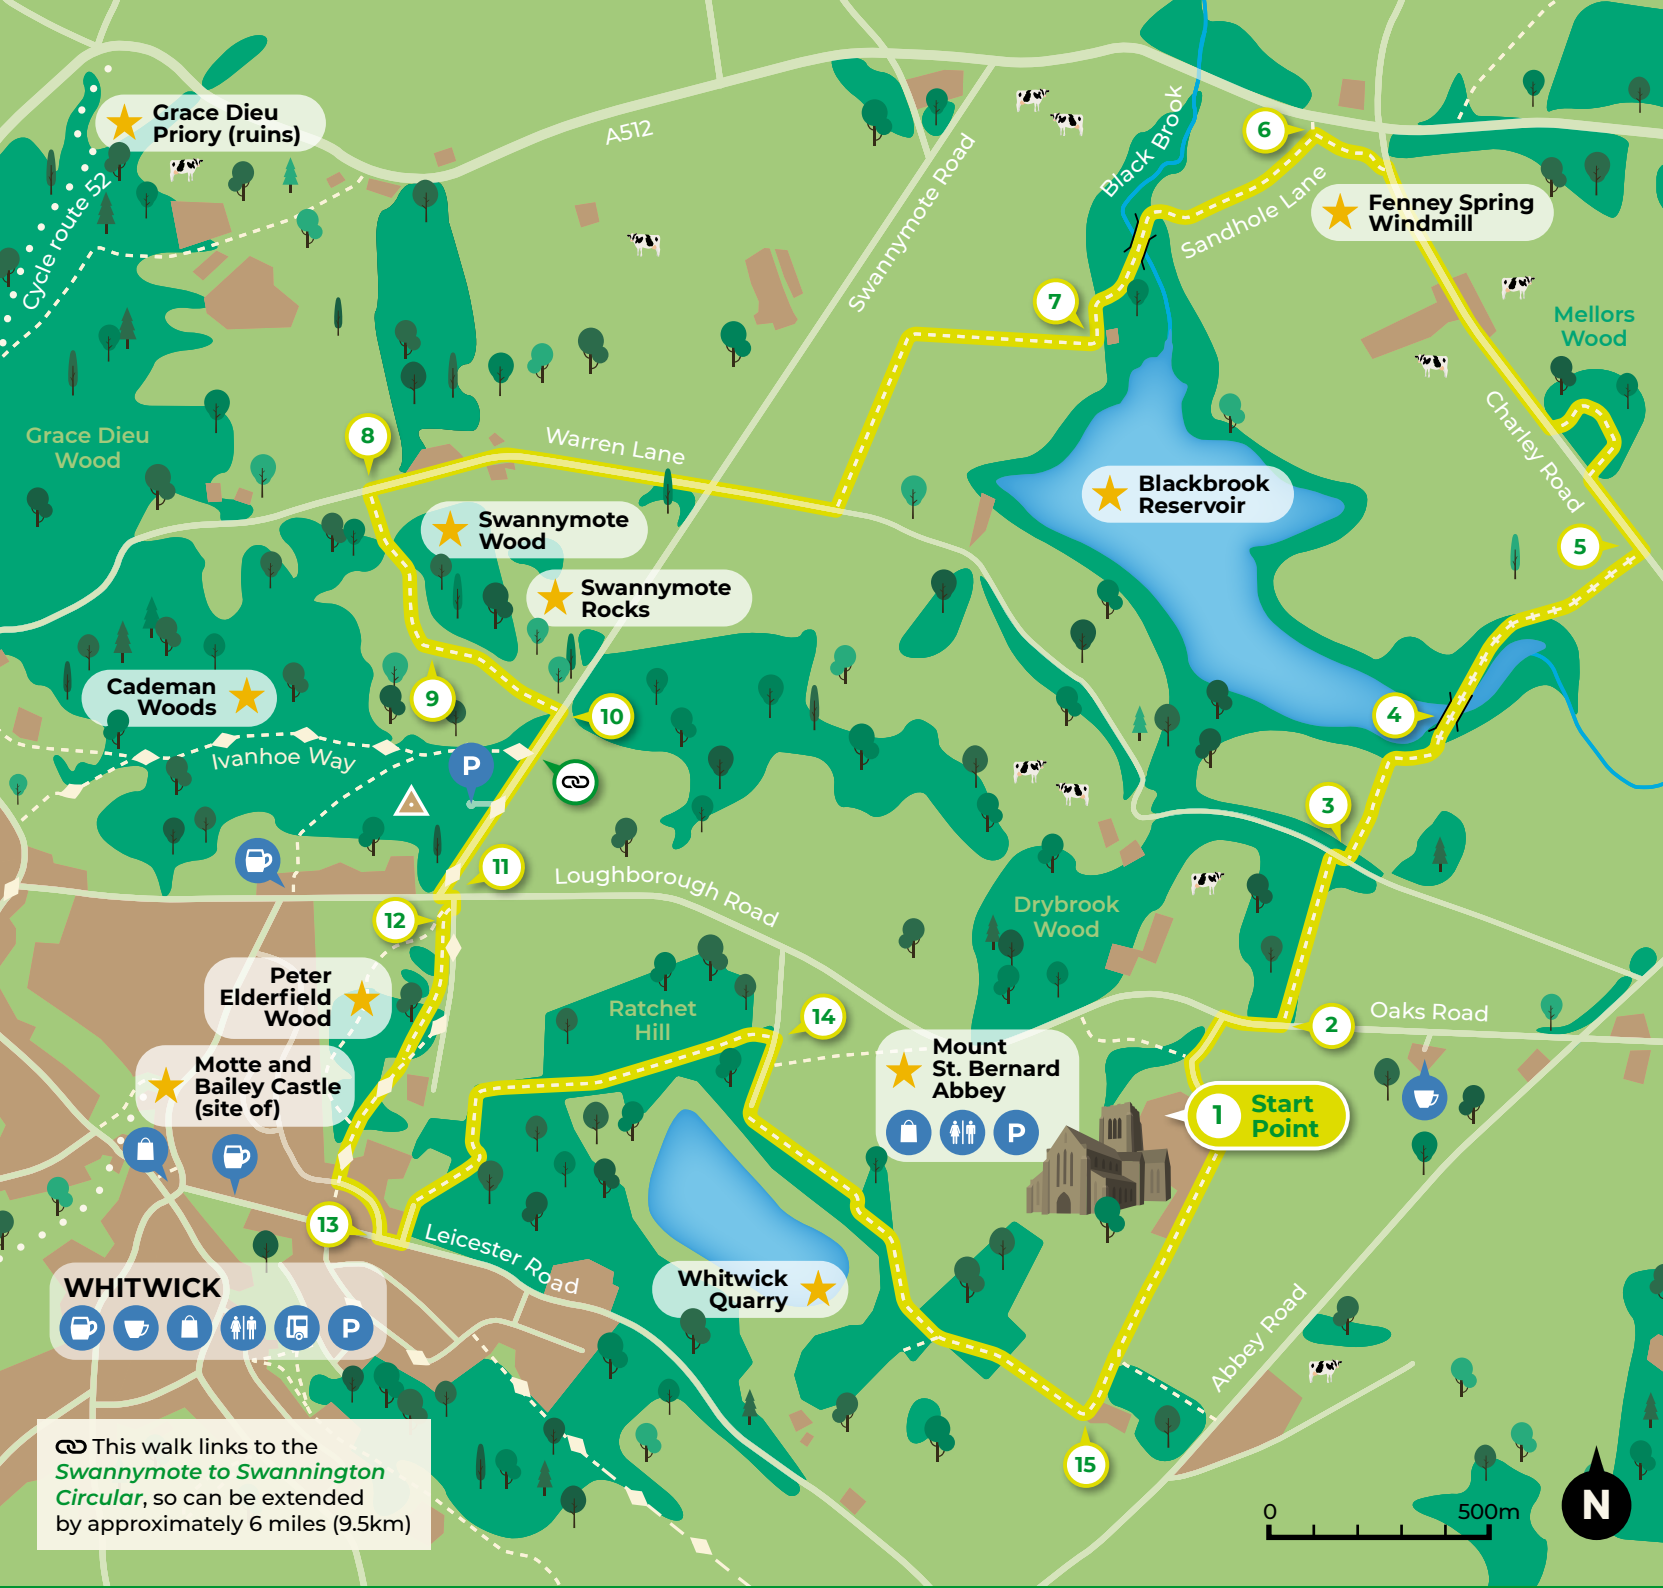 Grace Dieu
Priory (ruins)
A512
Black Brook
6
Cycle route 52
Swannymote Road
Sandhole Lane
Fenney Spring
Windmill
7
Mellors
Wood
Grace Dieu
Wood
8
Warren Lane
Charley Road
Blackbrook
Reservoir
Swannymote
Wood
5
Swannymote
Rocks
Cademan
Woods
9
10
4
Ivanhoe Way
P
3
11
Loughborough Road
12
Drybrook
Wood
Peter
Elderfield
Wood
Ratchet
Hill
14
Oaks Road
2
Mount
St. Bernard
Abbey
P
Motte and
Bailey Castle
(site of)
1
Start
Point
13
Leicester Road
WHITWICK
P
Whitwick
Quarry
Abbey Road
This walk links to the
Swannymote to Swannington
Circular, so can be extended
by approximately 6 miles (9.5km)
15
0
500m
N